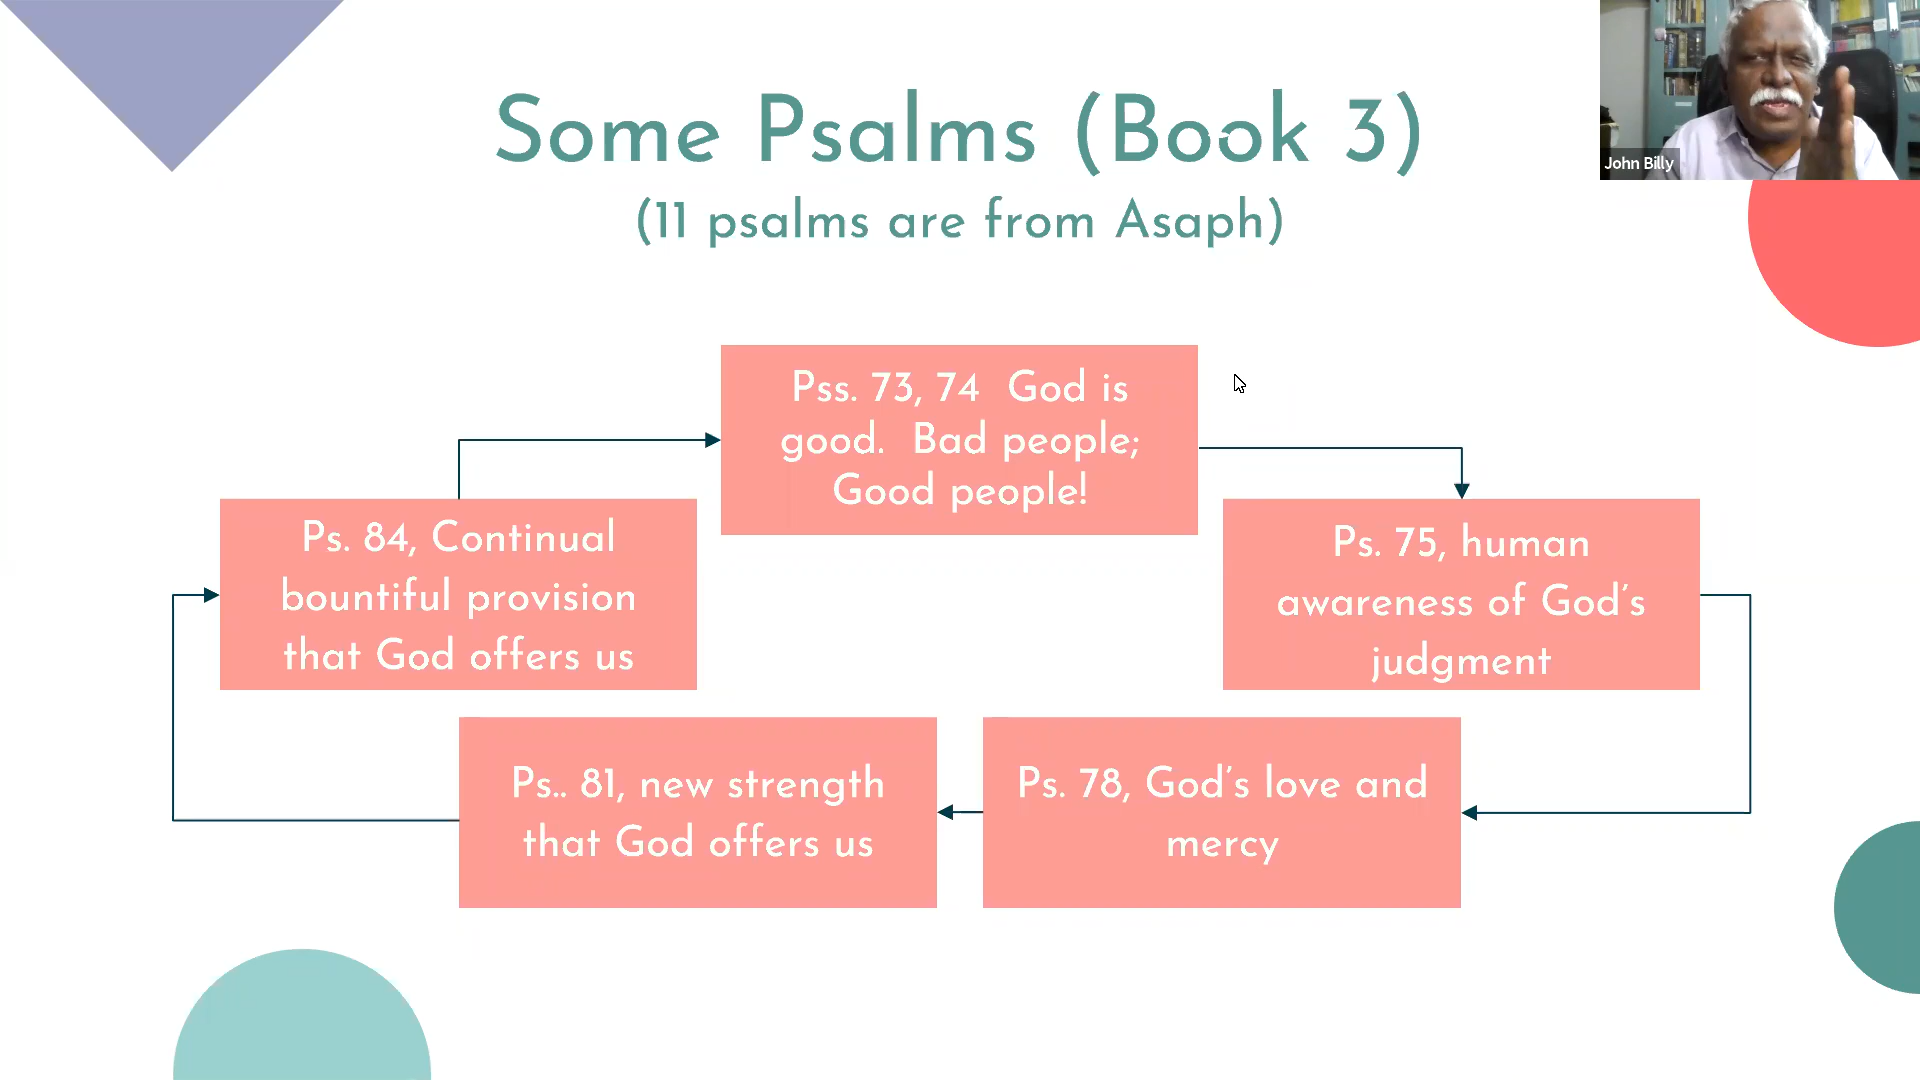 Some Psalms (Book 3)
(11 psalms are from Asaph)
John Billy
Pss. 73, 74  God is
good.  Bad people;
Good people!
Ps. 75, human
awareness of God's
judgment
Ps. 78, God's love and
mercy
Ps.. 81, new strength
that God offers us
Ps. 84, Continual
bountiful provision
that God offers us